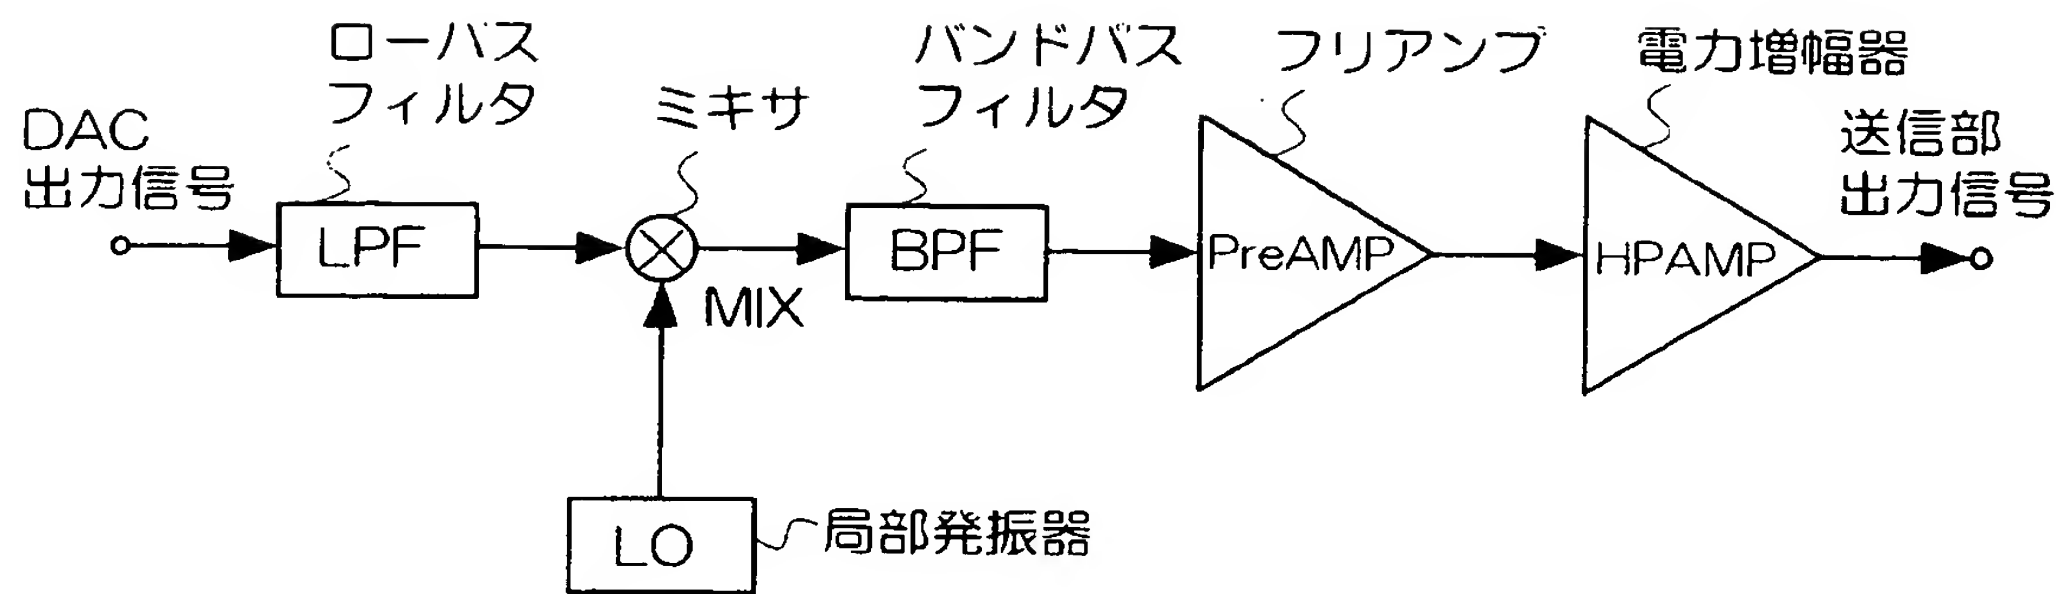 ローパス
フィルタ
DAC
出力信号
LPF
ミキサ
MIX
バンドパス
フィルタ
BPF
プリアンプ
PreAMP
電力増幅器
HPAMP
送信部
出力信号
LO
局部発振器